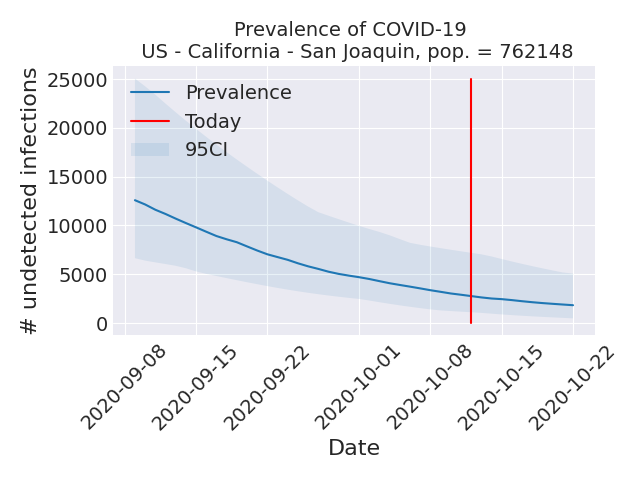 Prevalence of COVID-19
US - California - San Joaquin, pop. = 762148
# undetected infections
25000
20000
15000
10000
5000
0
Prevalence
Today
95CI
2020-09-08
2020-09-15
2020-09-22
2020-10-01
2020-10-08
2020-10-15
2020-10-22
Date